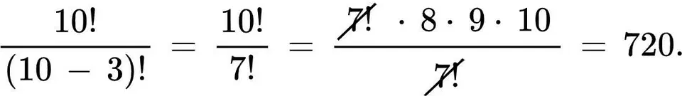 10!/(10 − 3)! = 10!/7! = 7! · 8 · 9 · 10/7! = 720.